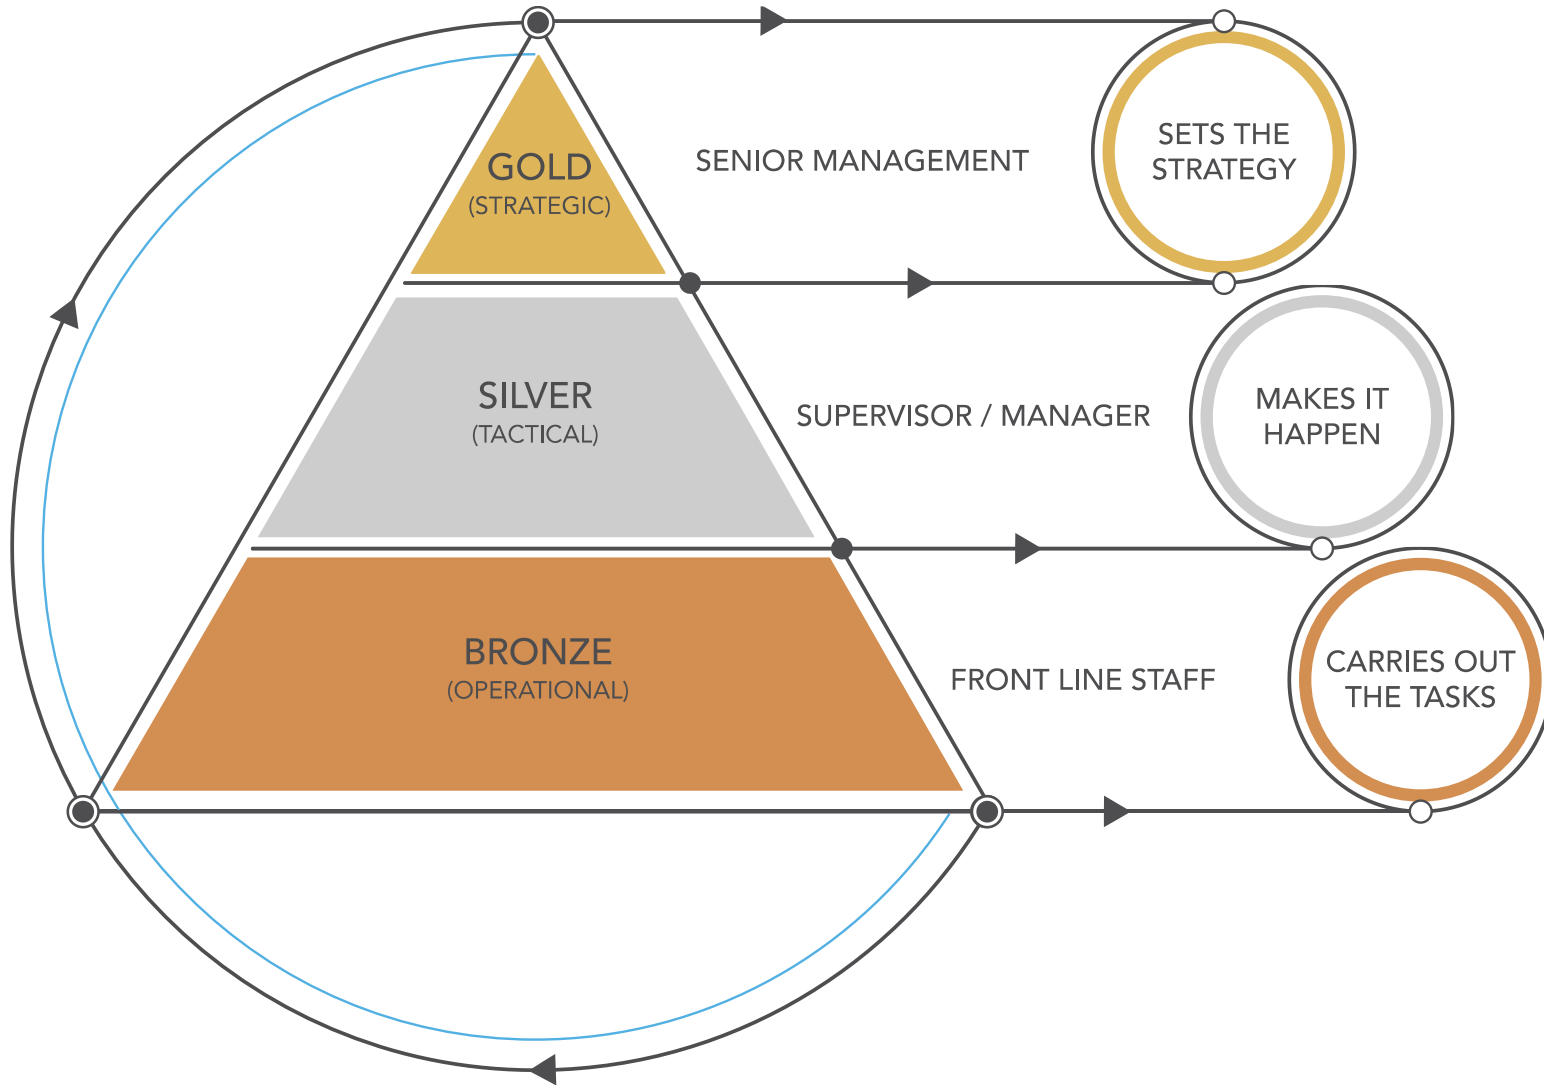 GOLD
(STRATEGIC)
SENIOR MANAGEMENT
SETS THE
STRATEGY
SILVER
(TACTICAL)
SUPERVISOR / MANAGER
MAKES IT
HAPPEN
BRONZE
(OPERATIONAL)
FRONT LINE STAFF
CARRIES OUT
THE TASKS